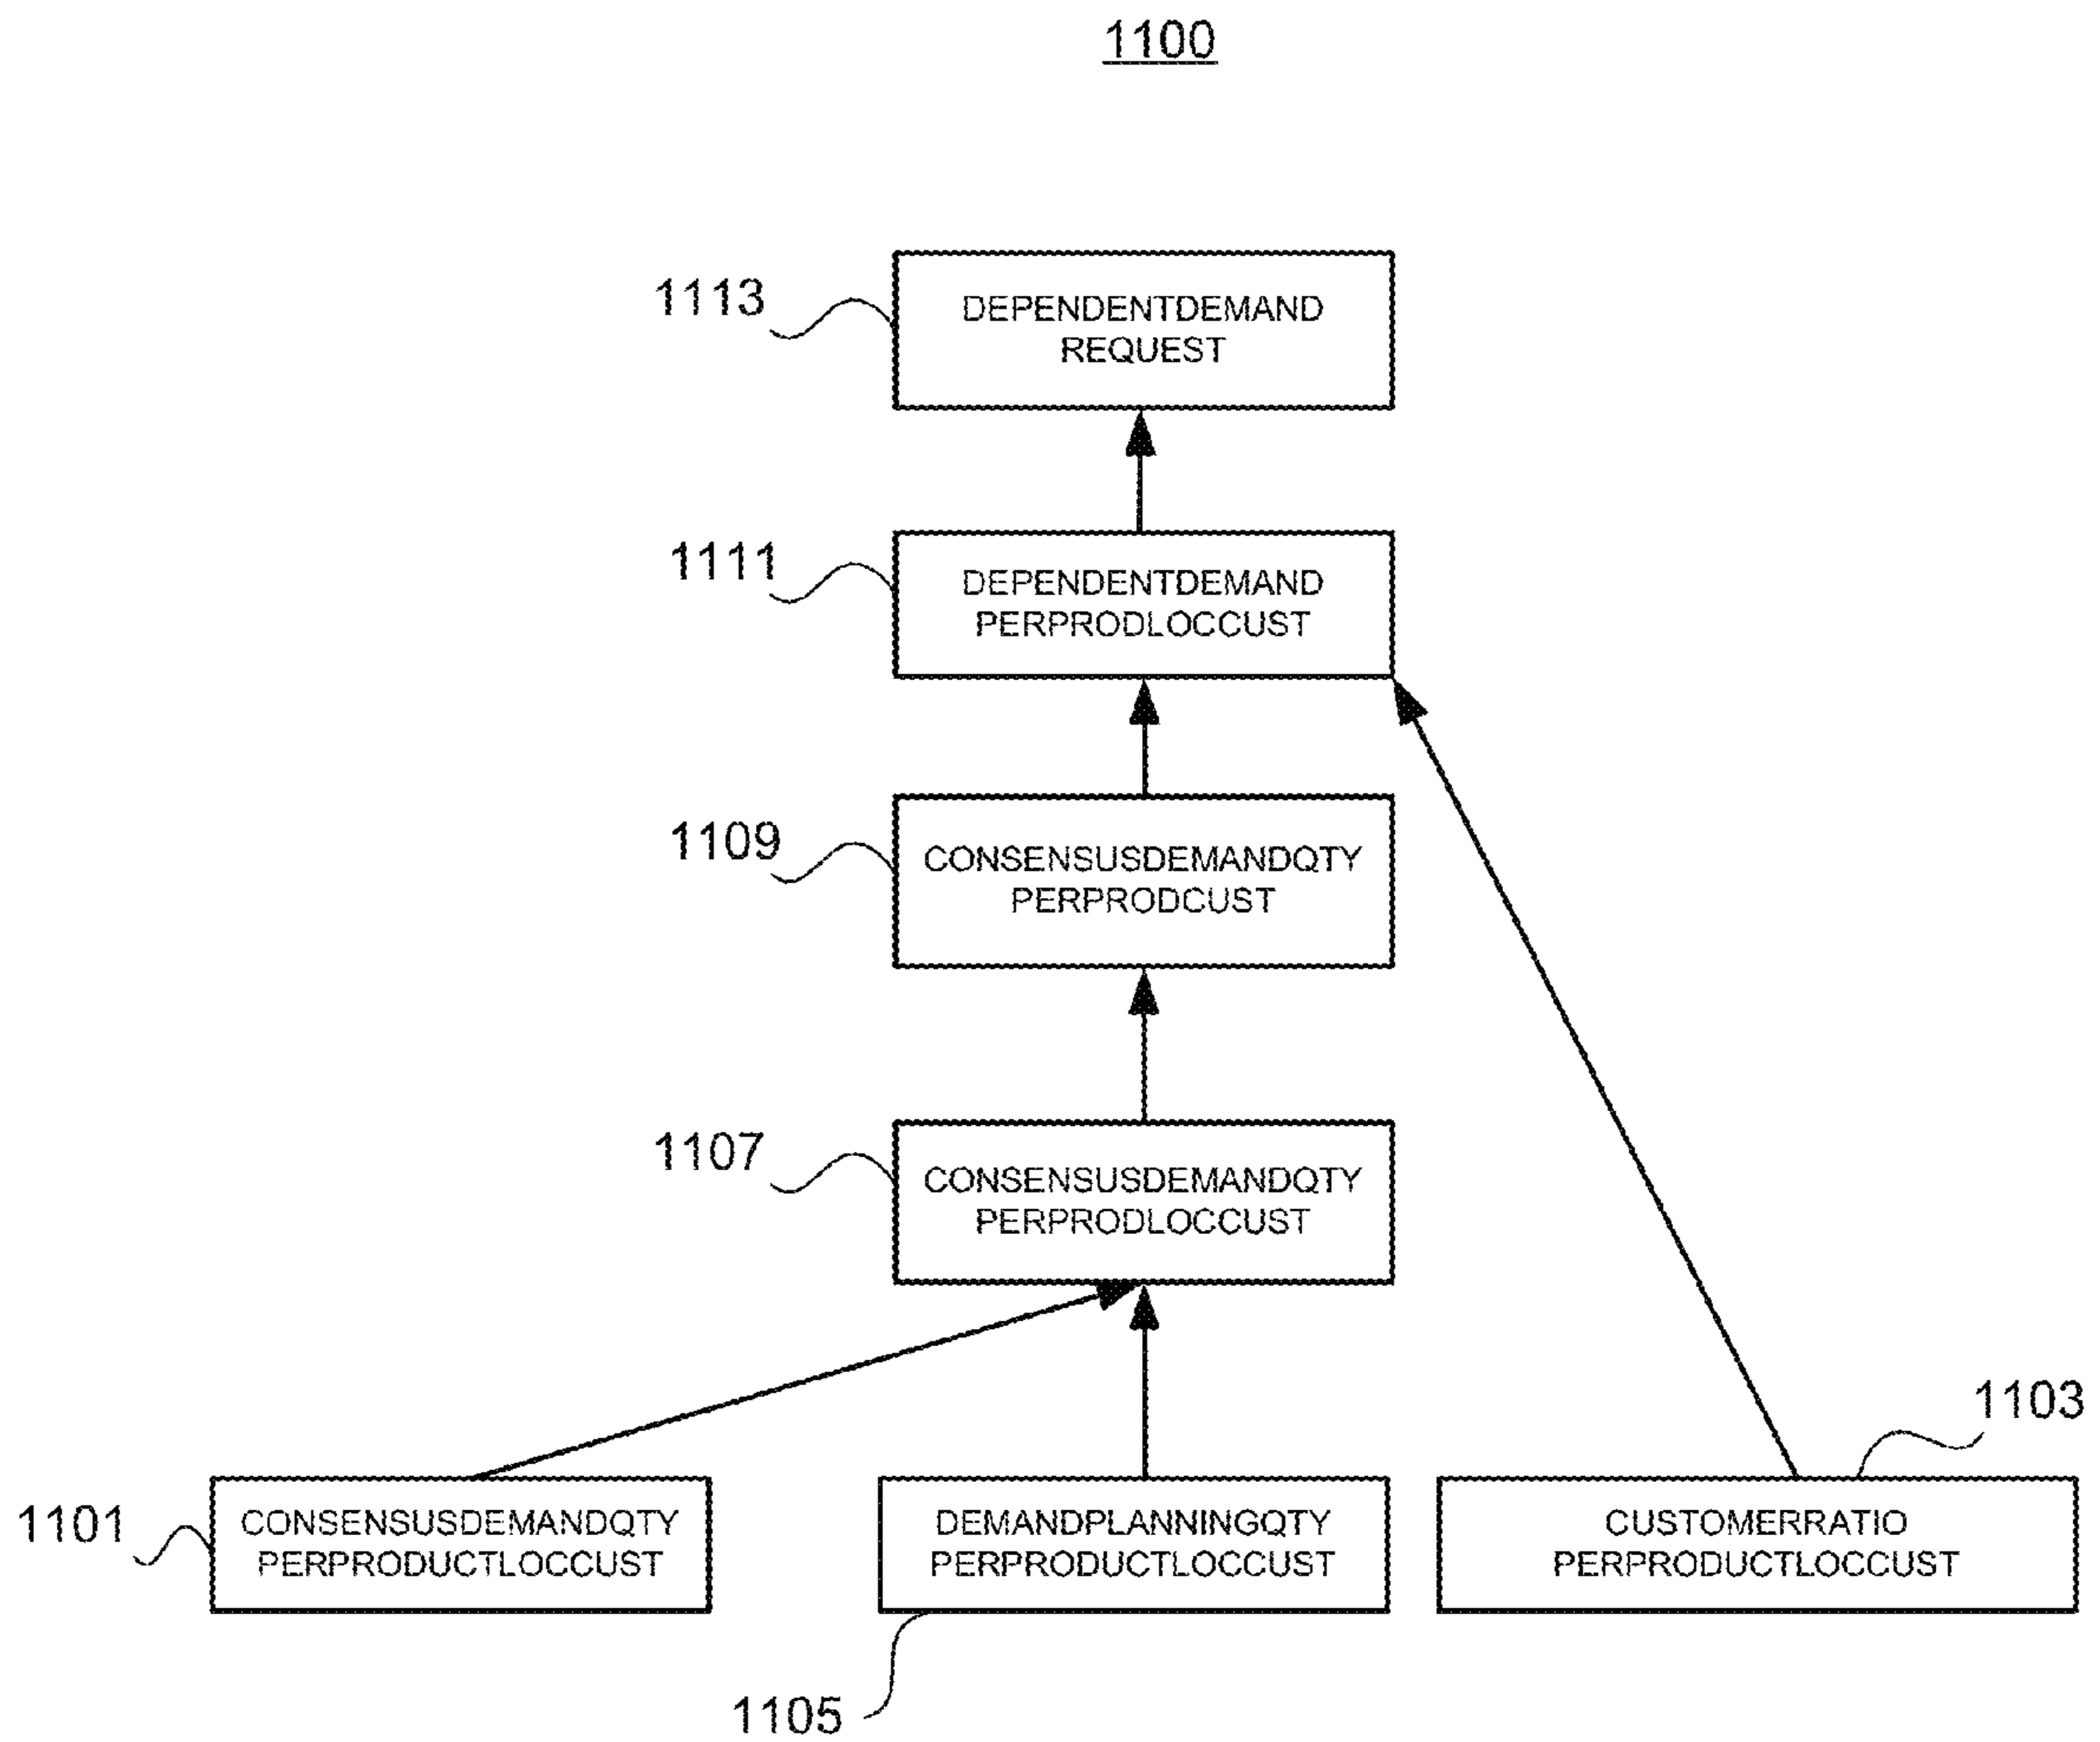 1100
1113
DEPENDENTDEMAND
REQUEST
1111
DEPENDENTDEMAND
PERPRODLOCCUST
1109
CONSENSUSDEMANDQTY
PERPRODCUST
1107
CONSENSUSDEMANDQTY
PERPRODLOCCUST
1103
1101
CONSENSUSDEMANDQTY
PERPRODUCTLOCCUST
DEMANDPLANNINGQTY
PERPRODUCTLOCCUST
CUSTOMERRATIO
PERPRODUCTLOCCUST
1105